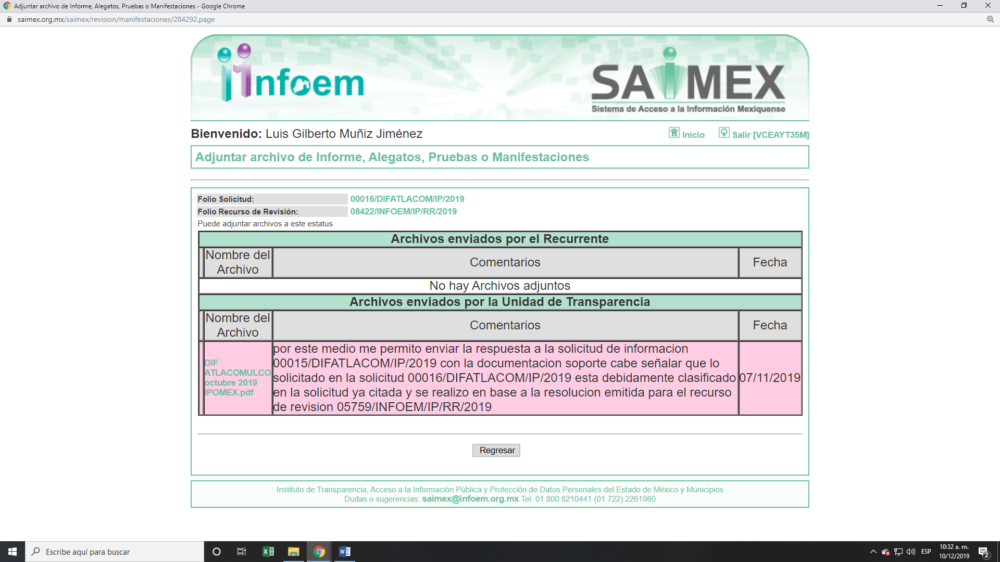 Adjuntar archivo de Informe, Alegatos, Pruebas o Manifestaciones - Google Chrome
saimex.org.mx/saimex/revision/manifestaciones/284292.page
infoem
SAIMEX
Sistema de Acceso a la Información Mexiquense
Bienvenido: Luis Gilberto Muñiz Jiménez
Inicio
Salir [VCEAYT35M]
Adjuntar archivo de Informe, Alegatos, Pruebas o Manifestaciones
Folio Solicitud: 00016/DIFATLACOM/IP/2019
Folio Recurso de Revisión: 08422/INFOEM/IP/RR/2019
Puede adjuntar archivos a este estatus
Archivos enviados por el Recurrente
Nombre del
Archivo
Comentarios
Fecha
No hay Archivos adjuntos
Archivos enviados por la Unidad de Transparencia
Nombre del
Archivo
Comentarios
Fecha
DIF
ATLACOMULCO
octubre 2019
IPOMEX.pdf
por este medio me permito enviar la respuesta a la solicitud de informacion
00015/DIFATLACOM/IP/2019 con la documentacion soporte cabe señalar que lo
solicitado en la solicitud 00016/DIFATLACOM/IP/2019 esta debidamente clasificado
en la solicitud ya citada y se realizo en base a la resolucion emitida para el recurso
de revision 05759/INFOEM/IP/RR/2019
07/11/2019
Regresar
Instituto de Transparencia, Acceso a la Información Pública y Protección de Datos Personales del Estado de México y Municipios
Dudas o sugerencias: saimex@infoem.org.mx Tel. 01 800 8210441 (01 722) 2261980
Escribe aquí para buscar
ESP
10:32 a. m.
10/12/2019
2